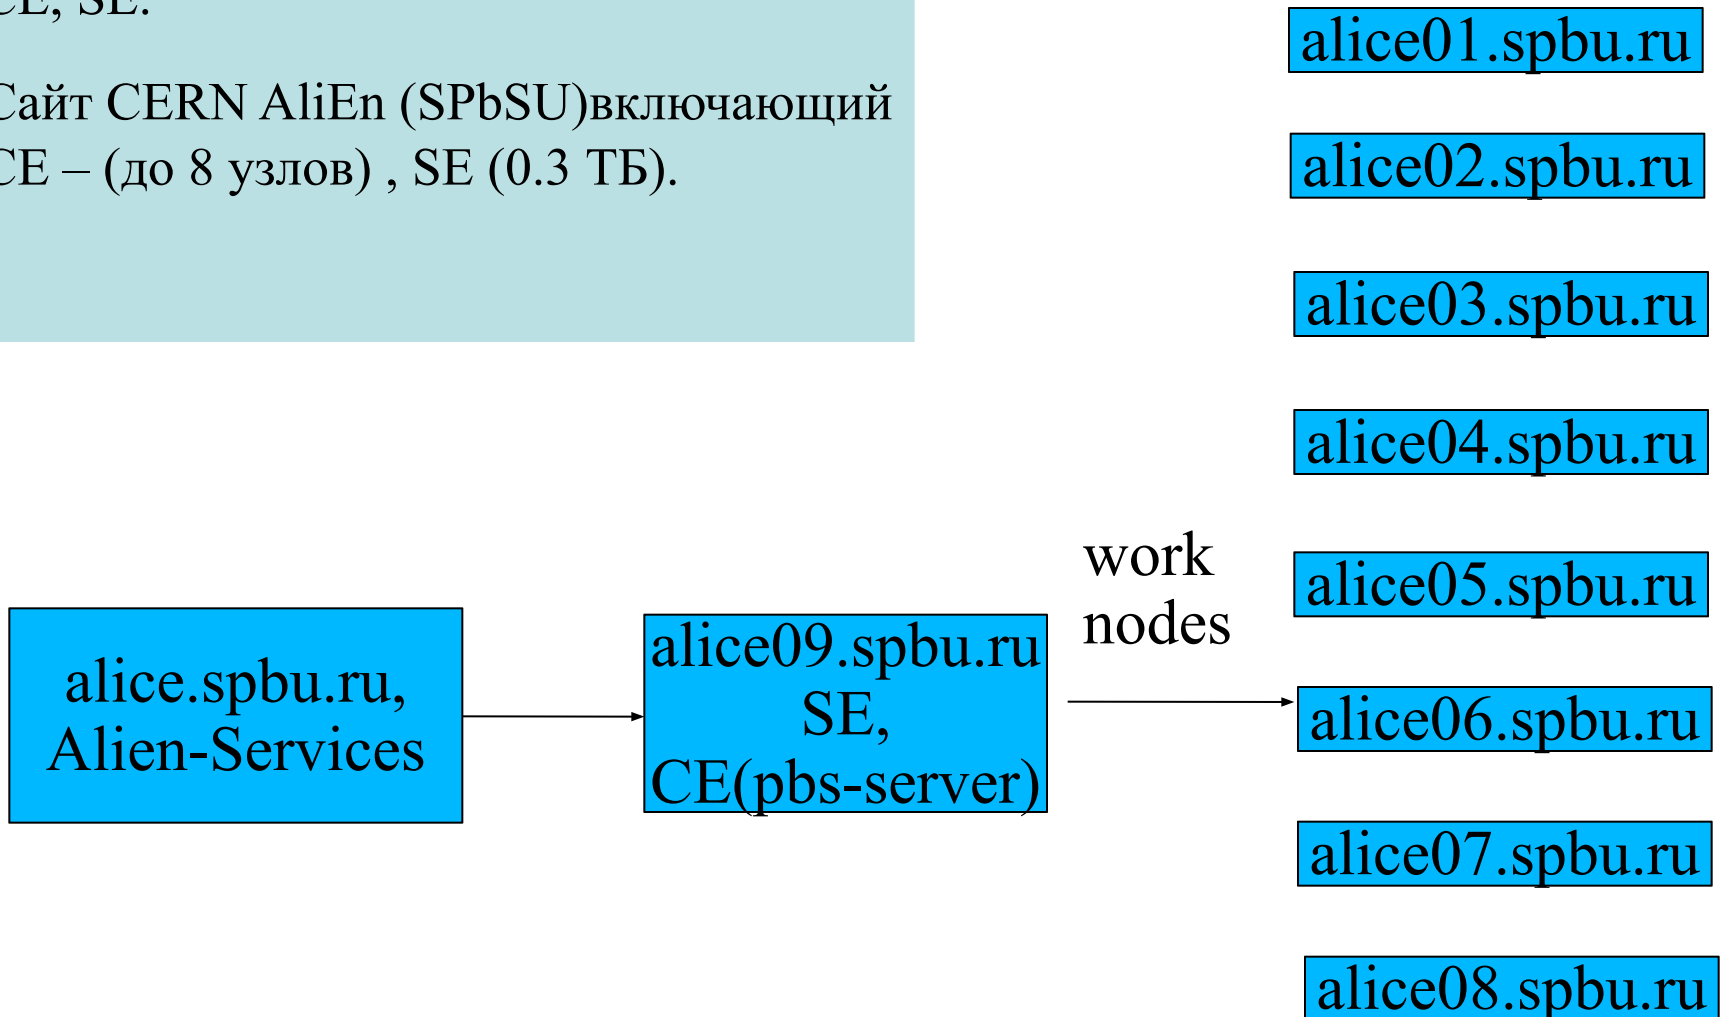 CE, SE.
Сайт CERN AliEn (SPbSU)включающий
CE – (до 8 узлов) , SE (0.3 ТБ).
alice01.spbu.ru
alice02.spbu.ru
alice03.spbu.ru
alice04.spbu.ru
work
nodes
alice05.spbu.ru
alice.spbu.ru,
Alien-Services
alice09.spbu.ru
SE,
CE(pbs-server)
alice06.spbu.ru
alice07.spbu.ru
alice08.spbu.ru